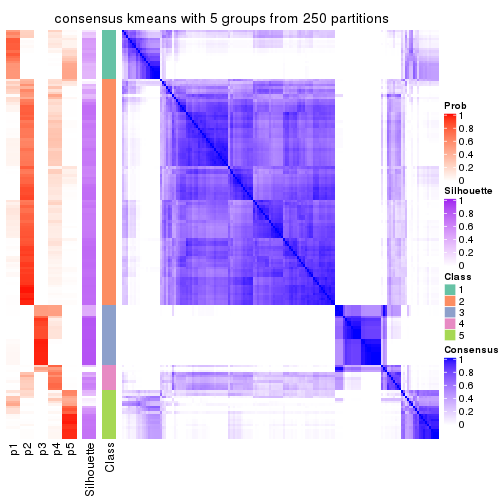 consensus kmeans with 5 groups from 250 partitions
Prob
1
0.8
0.6
0.4
0.2
0
Silhouette
1
0.8
0.6
0.4
0.2
0
Class
1
2
3
4
5
Consensus
1
0.8
0.6
0.4
0.2
0
p1
p2
p3
p4
p5
Silhouette
Class